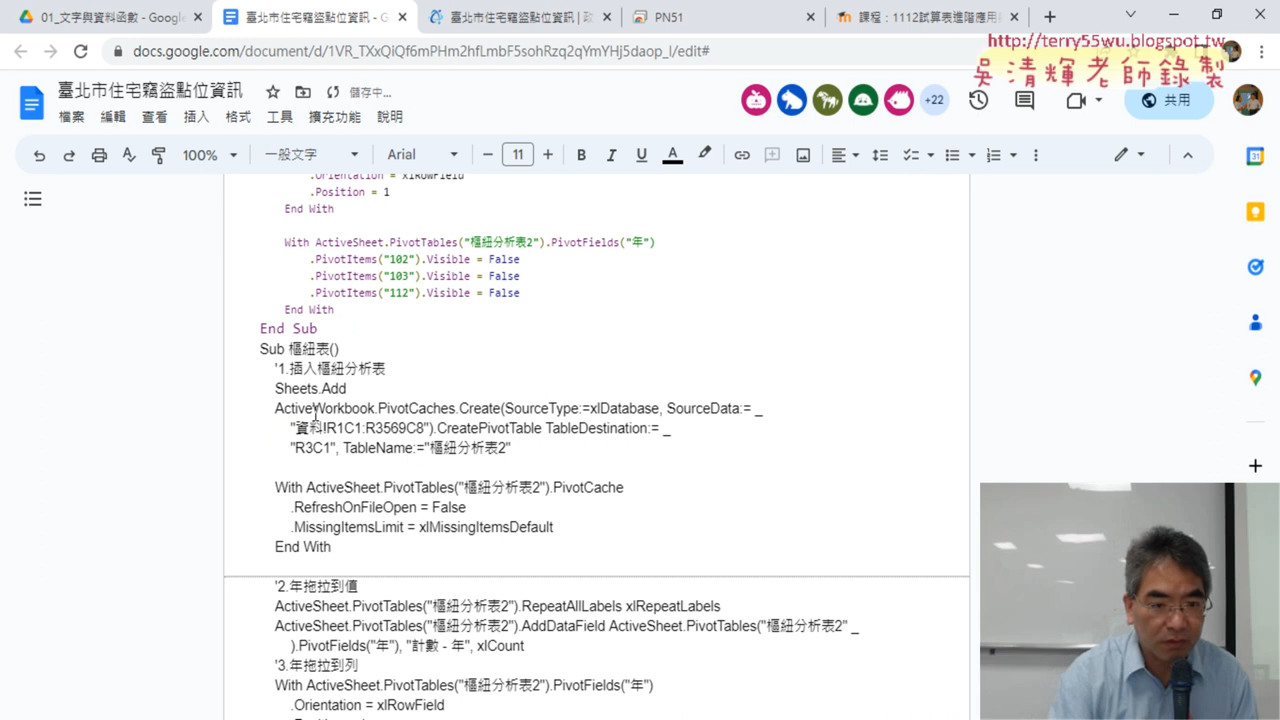 01_文字與資料函數 - Google
臺北市住宅竊盜點位資訊 - G
臺北市住宅竊盜點位資訊 | 政
PN51
課程：1112試算表進階應用
docs.google.com/document/d/1VR_TXxQiQf6mPHm2hfLmbF5sohRzq2qYmYHj5daop_I/edit#
http://terry55wu.blogspot.tw
吳清輝老師錄製
臺北市住宅竊盜點位資訊
儲存中...
+22
共用
檔案 編輯 查看 插入 格式 工具 擴充功能 說明
100% 一般文字 Arial 11
.Orientation = xlRowField
.Position = 1
End With
With ActiveSheet.PivotTables("樞紐分析表2").PivotFields("年")
.PivotItems("102").Visible = False
.PivotItems("103").Visible = False
.PivotItems("112").Visible = False
End With
End Sub
Sub 樞紐表()
'1.插入樞紐分析表
Sheets.Add
ActiveWorkbook.PivotCaches.Create(SourceType:=xlDatabase, SourceData:= _
"資料!R1C1:R3569C8").CreatePivotTable TableDestination:= _
"R3C1", TableName:="樞紐分析表2"
With ActiveSheet.PivotTables("樞紐分析表2").PivotCache
.RefreshOnFileOpen = False
.MissingItemsLimit = xlMissingItemsDefault
End With
'2.年拖拉到值
ActiveSheet.PivotTables("樞紐分析表2").RepeatAllLabels xlRepeatLabels
ActiveSheet.PivotTables("樞紐分析表2").AddDataField ActiveSheet.PivotTables("樞紐分析表2" _
).PivotFields("年"), "計數 - 年", xlCount
'3.年拖拉到列
With ActiveSheet.PivotTables("樞紐分析表2").PivotFields("年")
.Orientation = xlRowField